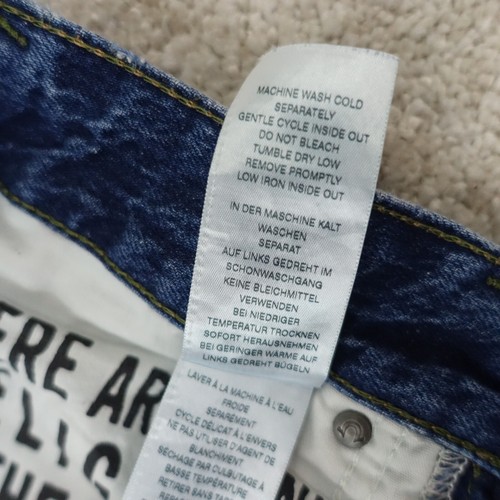 MACHINE WASH COLD
SEPARATELY
GENTLE CYCLE INSIDE OUT
DO NOT BLEACH
TUMBLE DRY LOW
REMOVE PROMPTLY
LOW IRON INSIDE OUT
IN DER MASCHINE KALT
WASCHEN
SEPARAT
AUF LINKS GEDREHT IM
SCHONWASCHGANG
KEINE BLEICHMITTEL
VERWENDEN
BEI NIEDRIGER
TEMPERATUR TROCKNEN
SOFORT HERAUSNEHMEN
BEI GERINGER WÄRME AUF
LINKS GEDREHT BÜGELN
LAVER À LA MACHINE À L'EAU
FROIDE
SÉPARÉMENT
CYCLE DÉLICAT À L'ENVERS
NE PAS UTILISER D'AGENT DE
BLANCHIMENT
SÉCHAGE PAR CULBUTAGE À
BASSE TEMPÉRATURE
RETIRER SANS
ERE AR